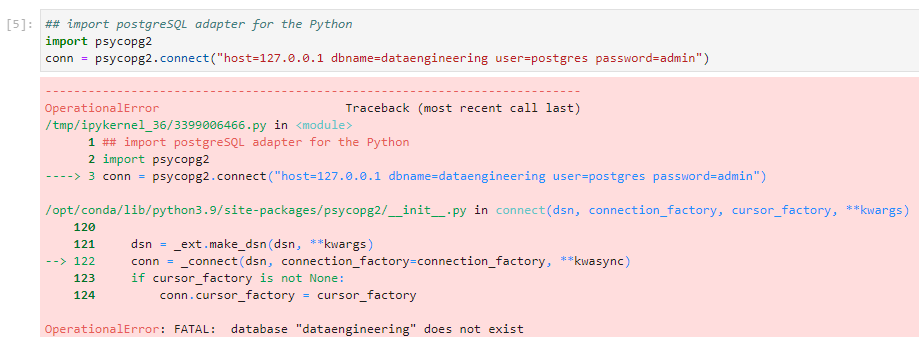 [5]: ## import postgreSQL adapter for the Python
import psycopg2
conn = psycopg2.connect("host=127.0.0.1 dbname=dataengineering user=postgres password=admin")
---------------------------------------------------------------------------
OperationalError                          Traceback (most recent call last)
/tmp/ipykernel_36/3399006466.py in <module>
      1 ## import postgreSQL adapter for the Python
      2 import psycopg2
----> 3 conn = psycopg2.connect("host=127.0.0.1 dbname=dataengineering user=postgres password=admin")
/opt/conda/lib/python3.9/site-packages/psycopg2/__init__.py in connect(dsn, connection_factory, cursor_factory, **kwargs)
    120
    121     dsn = _ext.make_dsn(dsn, **kwargs)
--> 122     conn = _connect(dsn, connection_factory=connection_factory, **kwasync)
    123     if cursor_factory is not None:
    124         conn.cursor_factory = cursor_factory
OperationalError: FATAL:  database "dataengineering" does not exist